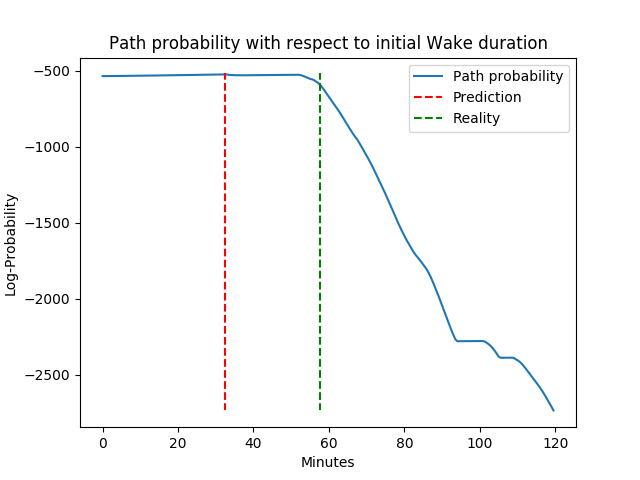 Path probability with respect to initial Wake duration
Path probability
Prediction
Reality
−500
−1000
−1500
−2000
−2500
Log-Probability
0 20 40 60 80 100 120
Minutes